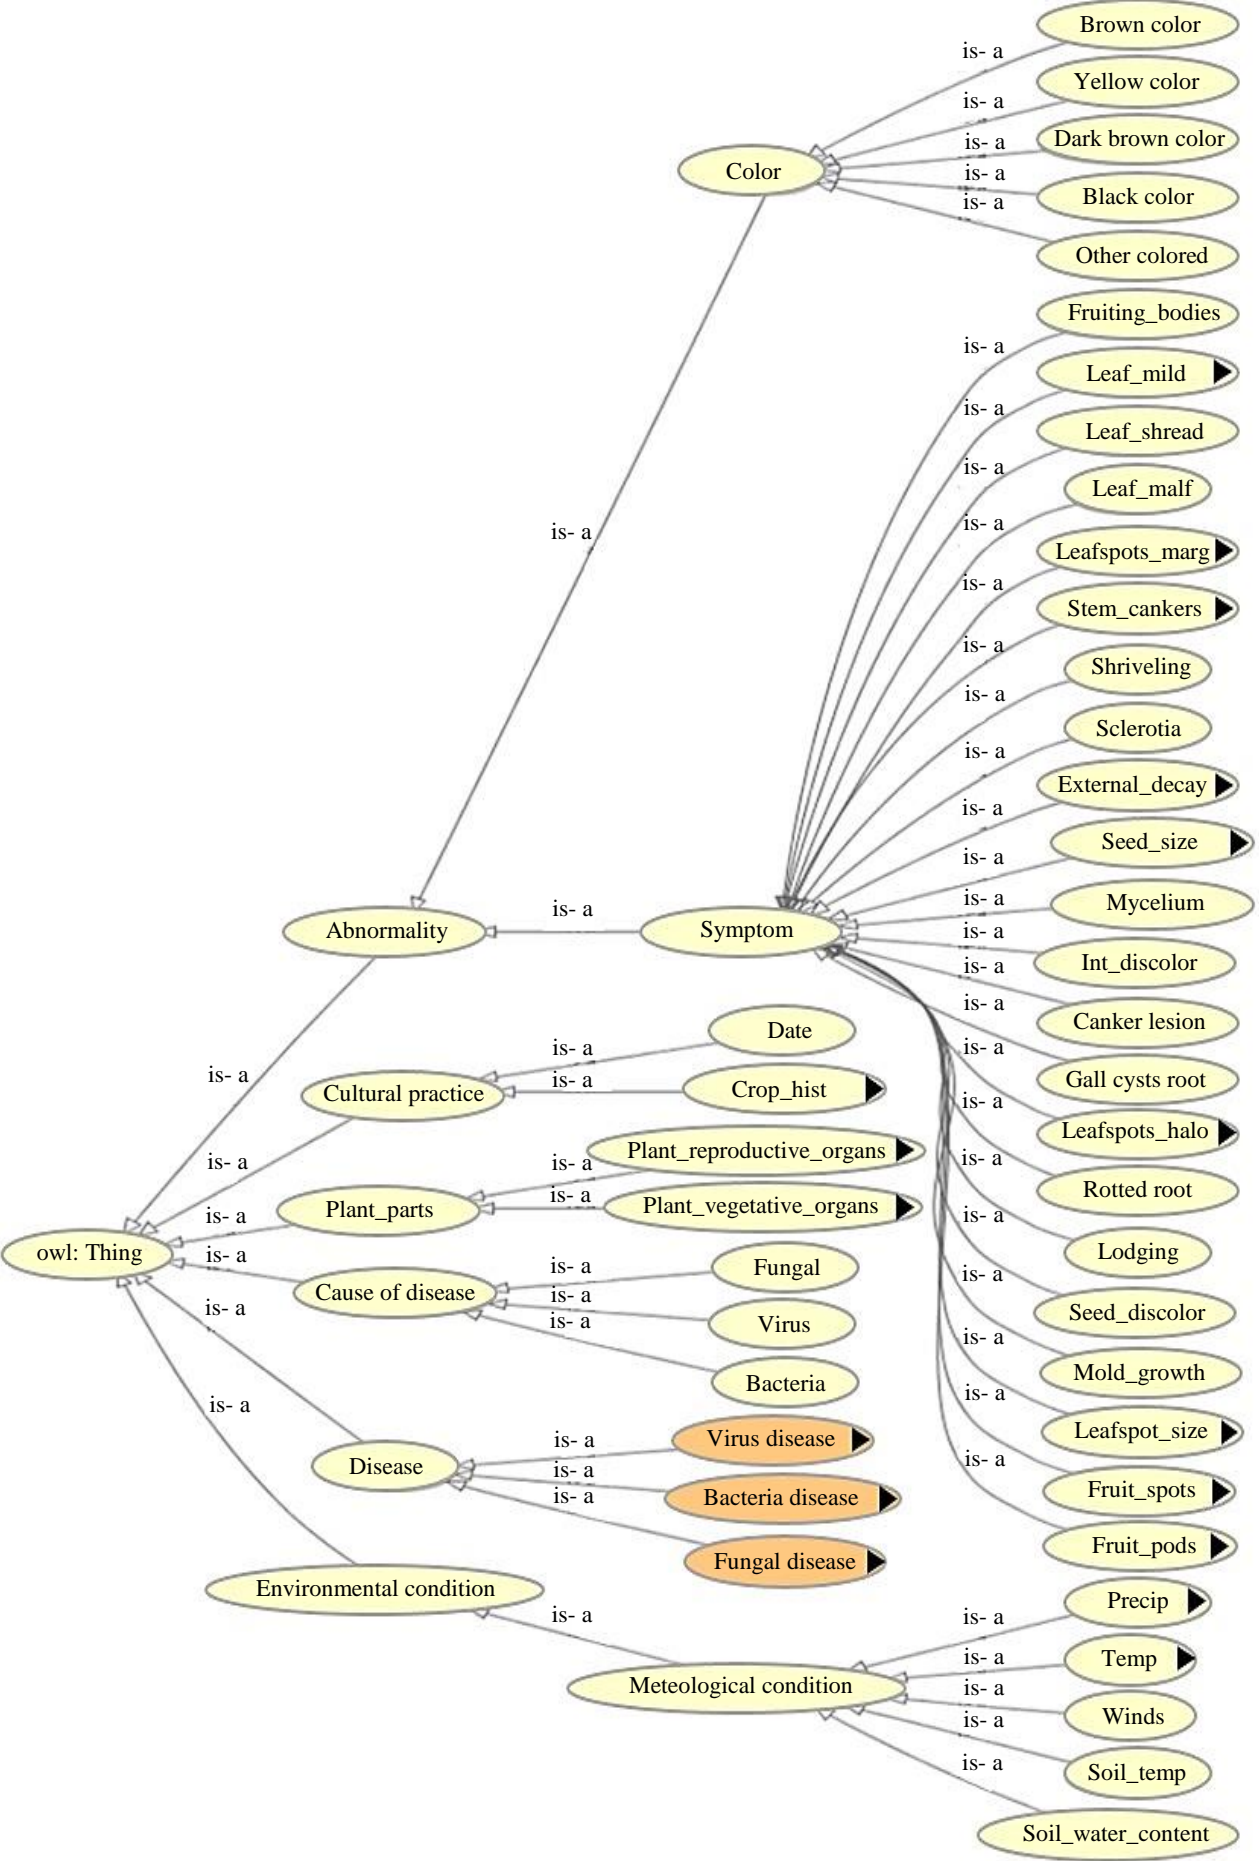 Brown color
is- a
Yellow color
is- a
Dark brown color
is- a
Color
is- a
Black color
is- a
Other colored
Fruiting_bodies
is- a
Leaf_mild
is- a
Leaf_shread
is- a
Leaf_malf
is- a
is- a
Leafspots_marg
is- a
Stem_cankers
is- a
Shriveling
is- a
Sclerotia
is- a
External_decay
is- a
Seed_size
is- a
is- a
Mycelium
is- a
Abnormality
Symptom
is- a
Int_discolor
is- a
is- a
Canker lesion
Date
is- a
is- a
is- a
Gall cysts root
is- a
Crop_hist
Cultural practice
is- a
Leafspots_halo
Plant_reproductive_organs
is- a
is- a
is- a
Rotted root
is- a
Plant_vegetative_organs
Plant_parts
is- a
is- a
owl: Thing
is- a
Lodging
Fungal
is- a
is- a
Cause of disease
is- a
is- a
Seed_discolor
Virus
is- a
is- a
Mold_growth
Bacteria
is- a
is- a
Leafspot_size
Virus disease
is- a
is- a
Disease
is- a
Fruit_spots
Bacteria disease
is- a
Fruit_pods
Fungal disease
Environmental condition
Precip
is- a
is- a
is- a
Temp
Meteological condition
is- a
Winds
is- a
is- a
Soil_temp
Soil_water_content